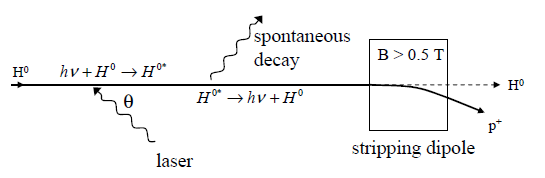 spontaneous
decay
B > 0.5 T
H⁰
hν + H⁰ → H⁰*
H⁰
θ
H⁰* → hν + H⁰
p⁺
laser
stripping dipole